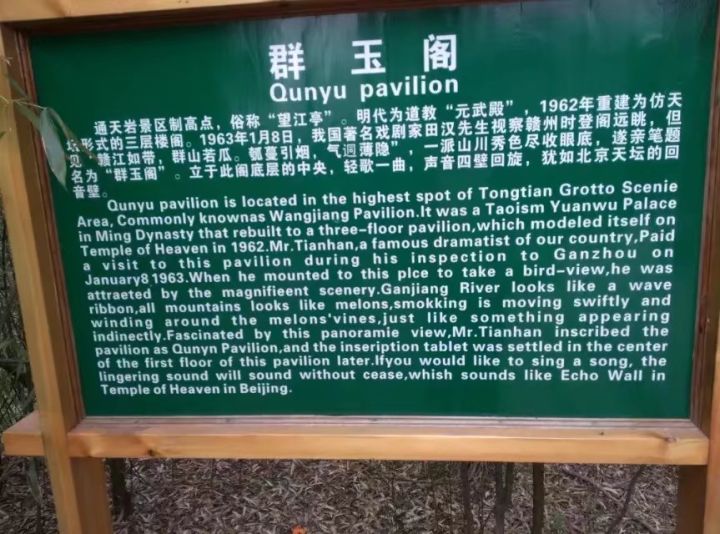 群玉阁
Qunyu pavilion
通天岩景区制高点，俗称“望江亭”。明代为道教“元武殿”，1962年重建为仿天
坛形式的三层楼阁。1963年1月8日，我国著名戏剧家田汉先生视察赣州时登阁远眺，但
见“赣江如带，群山若瓜。瓠蔓引烟，气迥薄隐”，一派山川秀色尽收眼底，遂亲笔题
名为“群玉阁”。立于此阁底层的中央，轻歌一曲，声音四壁回旋，犹如北京天坛的回
音壁。
Qunyu pavilion is located in the highest spot of Tongtian Grotto Scenie
Area, Commonly knownas Wangjiang Pavilion.It was a Taoism Yuanwu Palace
in Ming Dynasty that rebuilt to a three-floor pavilion,which modeled itself on
Temple of Heaven in 1962.Mr.Tianhan,a famous dramatist of our country,Paid
a visit to this pavilion during his inspection to Ganzhou on
January8 1963.When he mounted to this plce to take a bird-view,he was
attraeted by the magnifieent scenery.Ganjiang River looks like a wave
ribbon,all mountains looks like melons,smokking is moving swiftly and
winding around the melons'vines,just like something appearing
indinectly.Fascinated by this panoramie view,Mr.Tianhan inscribed the
pavilion as Qunyn Pavilion,and the inseription tablet was settled in the center
of the first floor of this pavilion later.Ifyou would like to sing a song, the
lingering sound will sound without cease,whish sounds like Echo Wall in
Temple of Heaven in Beijing.